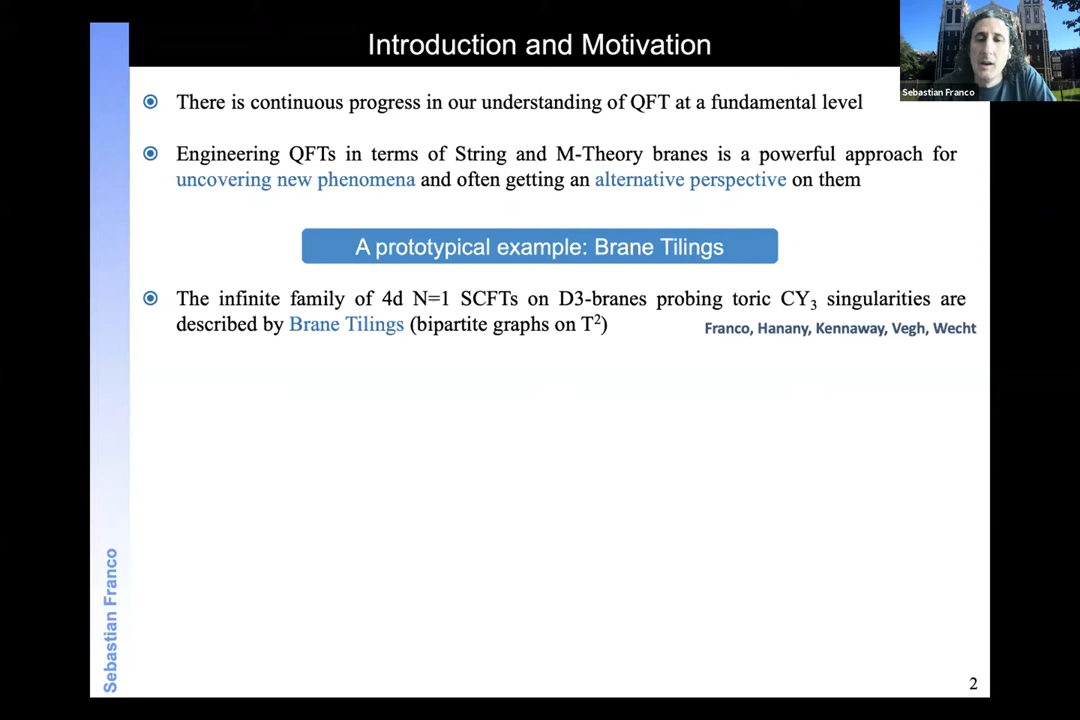 Introduction and Motivation
Sebastian Franco
There is continuous progress in our understanding of QFT at a fundamental level
Engineering QFTs in terms of String and M-Theory branes is a powerful approach for
uncovering new phenomena and often getting an alternative perspective on them
A prototypical example: Brane Tilings
The infinite family of 4d N=1 SCFTs on D3-branes probing toric CY₃ singularities are
described by Brane Tilings (bipartite graphs on T²)
Franco, Hanany, Kennaway, Vegh, Wecht
Sebastian Franco
2